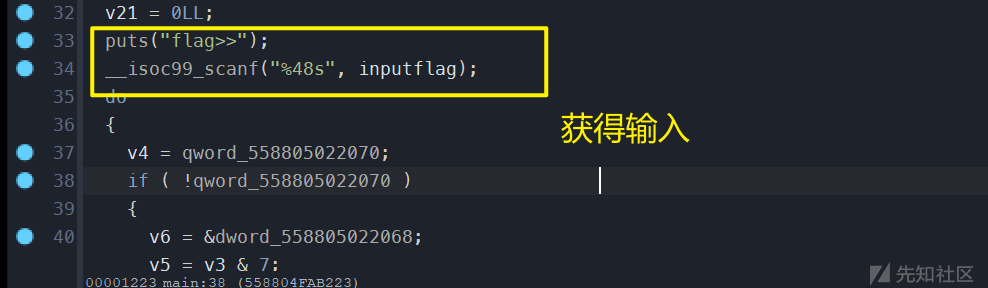 32 v21 = 0LL;
33 puts("flag>>");
34 __isoc99_scanf("%48s", inputflag);
35 do
36 {
获得输入
37 v4 = qword_558805022070;
38 if ( !qword_558805022070 )
39 {
40 v6 = &dword_558805022068;
v5 = v3 & 7;
00001223 main:38 (558804FAB223)
先知社区